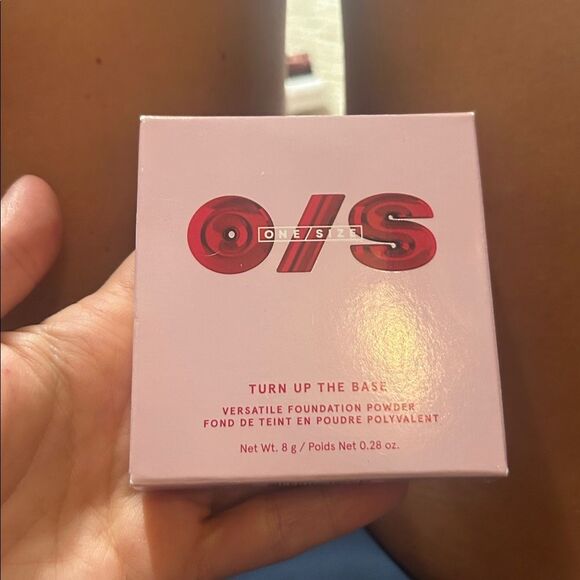 O/S
ONE/SIZE
TURN UP THE BASE
VERSATILE FOUNDATION POWDER
FOND DE TEINT EN POUDRE POLYVALENT
Net Wt. 8 g / Poids Net 0.28 oz.